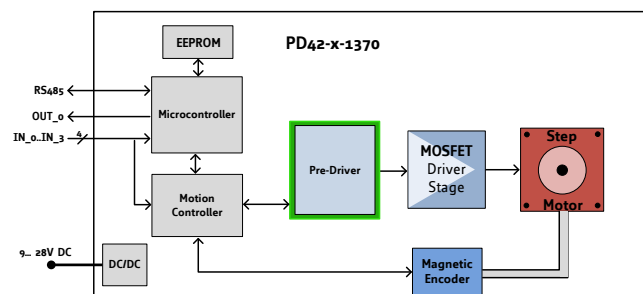 PD42-x-1370
EEPROM
RS485
OUT_0
IN_0..IN_3
4
Microcontroller
Motion
Controller
Pre-Driver
MOSFET
Driver
Stage
Step
Motor
9... 28V DC
DC/DC
Magnetic
Encoder